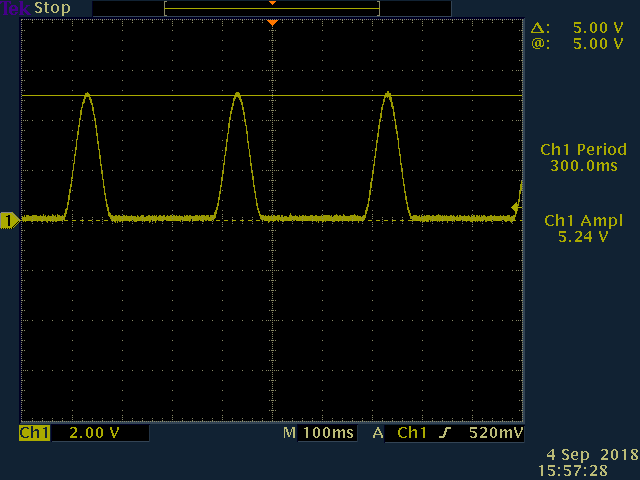 Tek Stop
Δ: 5.00 V
@: 5.00 V
Ch1 Period
300.0ms
1
Ch1 Ampl
5.24 V
Ch1 2.00 V M 100ms A Ch1 520mV
4 Sep 2018
15:57:28